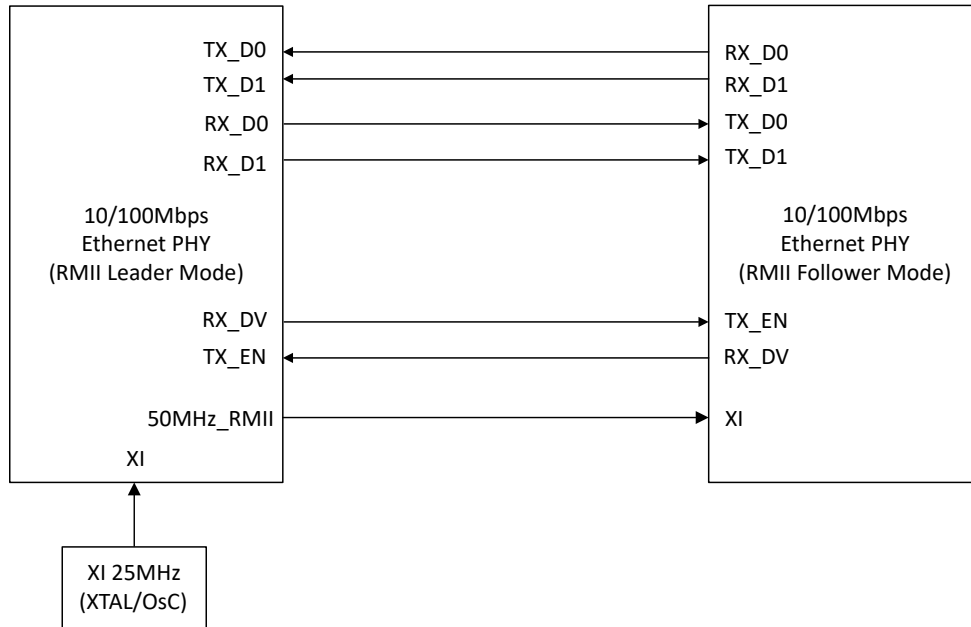 TX_D0
TX_D1
RX_D0
RX_D1
10/100Mbps
Ethernet PHY
(RMII Leader Mode)
RX_DV
TX_EN
50MHz_RMII
XI
XI 25MHz
(XTAL/OsC)
RX_D0
RX_D1
TX_D0
TX_D1
10/100Mbps
Ethernet PHY
(RMII Follower Mode)
TX_EN
RX_DV
XI